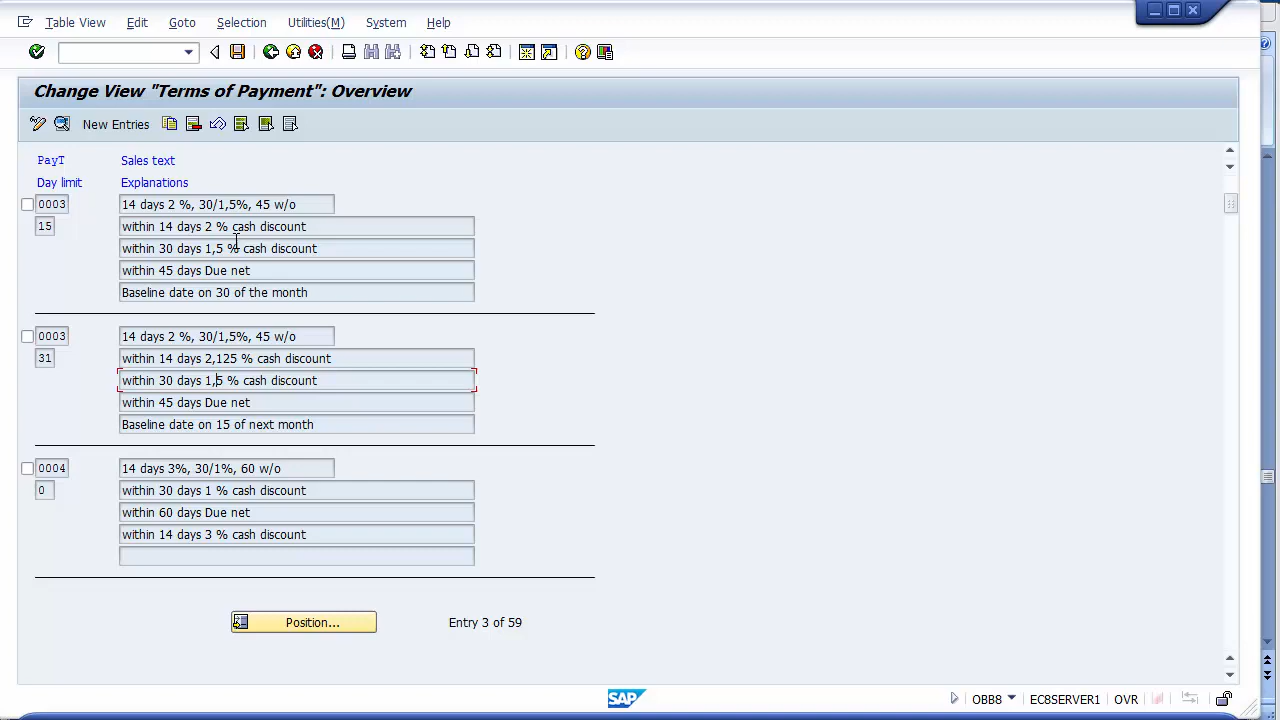 Table View Edit Goto Selection Utilities(M) System Help
Change View "Terms of Payment": Overview
New Entries
PayT Sales text
Day limit Explanations
0003 14 days 2 %, 30/1,5%, 45 w/o
15 within 14 days 2 % cash discount
within 30 days 1,5 % cash discount
within 45 days Due net
Baseline date on 30 of the month
0003 14 days 2 %, 30/1,5%, 45 w/o
31 within 14 days 2,125 % cash discount
within 30 days 1,5 % cash discount
within 45 days Due net
Baseline date on 15 of next month
0004 14 days 3%, 30/1%, 60 w/o
0 within 30 days 1 % cash discount
within 60 days Due net
within 14 days 3 % cash discount
Position... Entry 3 of 59
SAP OBB8 EC8SERVER1 OVR